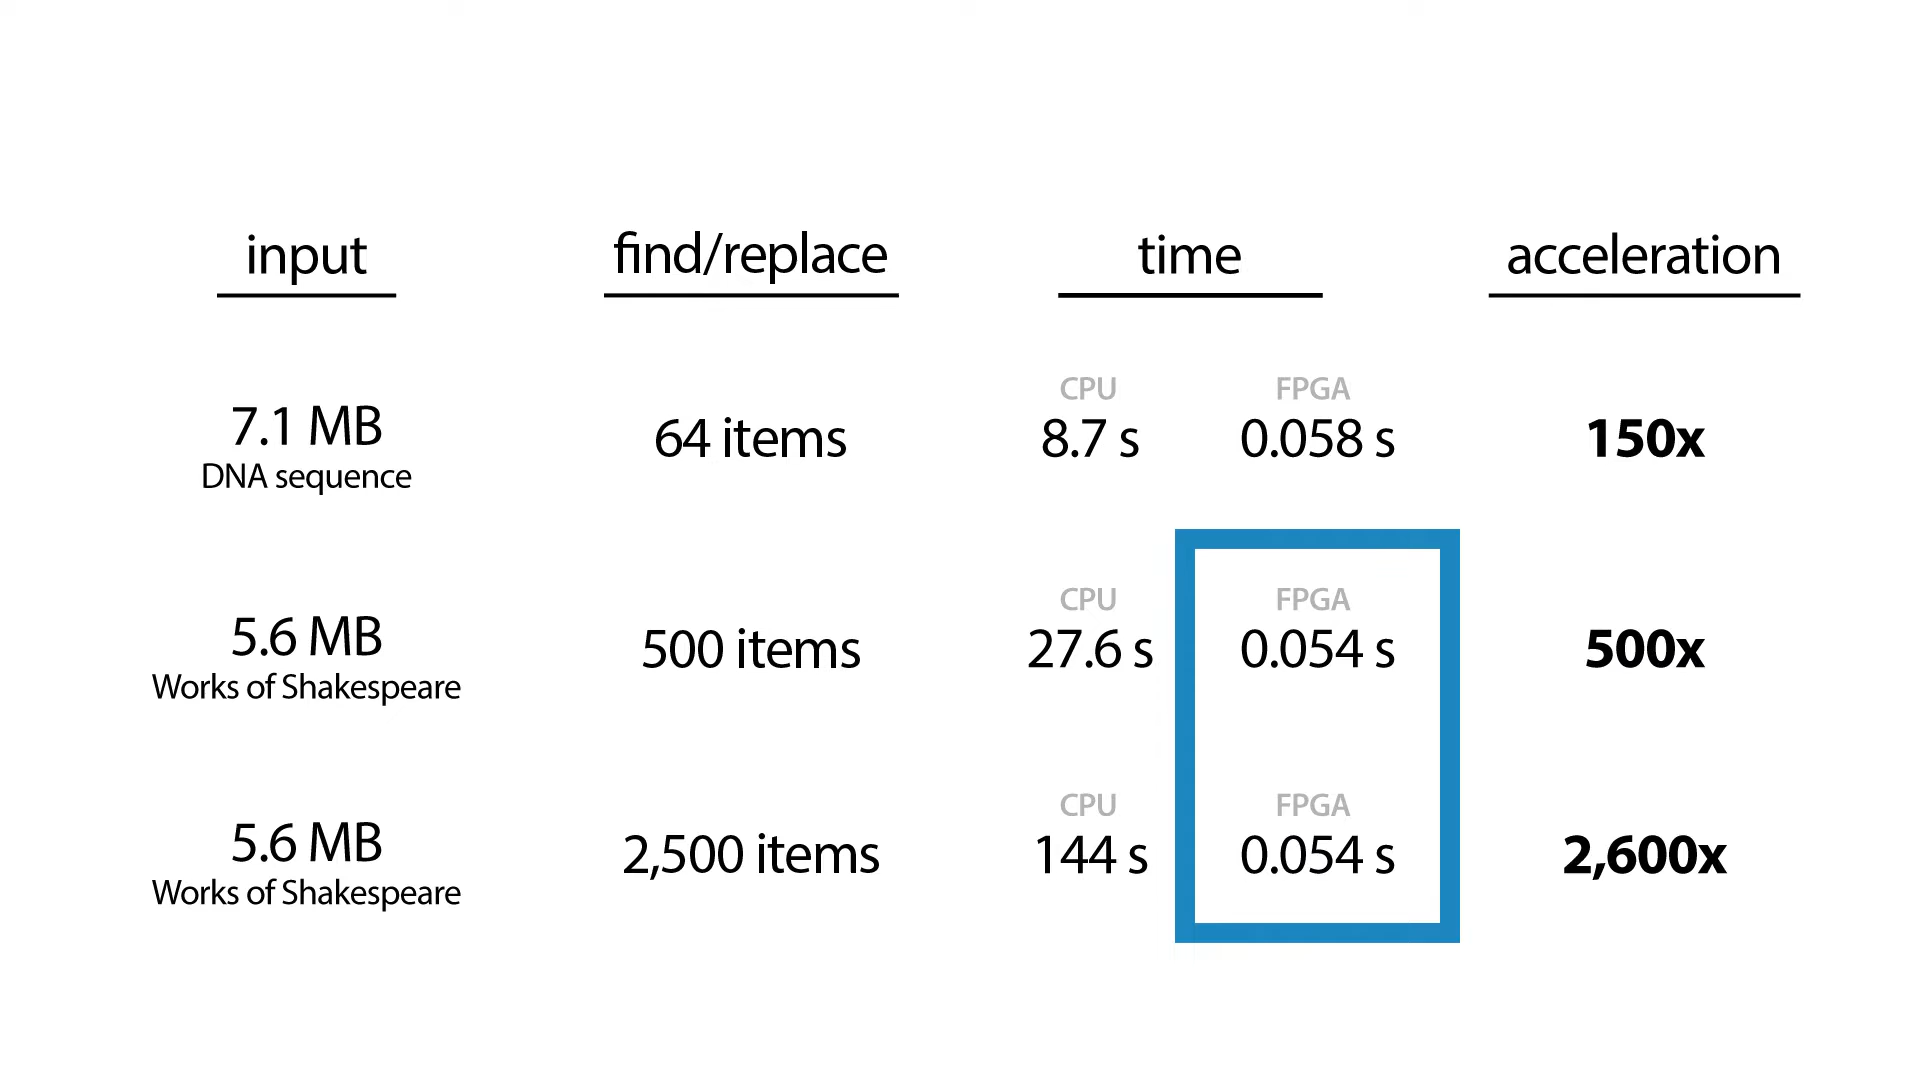 input find/replace time acceleration
CPU FPGA
7.1 MB 64 items 8.7 s 0.058 s 150x
DNA sequence
CPU FPGA
5.6 MB 500 items 27.6 s 0.054 s 500x
Works of Shakespeare
CPU FPGA
5.6 MB 2,500 items 144 s 0.054 s 2,600x
Works of Shakespeare